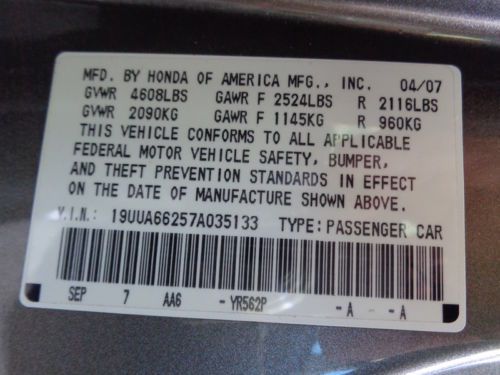 MFD. BY HONDA OF AMERICA MFG., INC. 04/07
GVWR 4608LBS GAWR F 2524LBS R 2116LBS
GVWR 2090KG GAWR F 1145KG R 960KG
THIS VEHICLE CONFORMS TO ALL APPLICABLE
FEDERAL MOTOR VEHICLE SAFETY, BUMPER,
AND THEFT PREVENTION STANDARDS IN EFFECT
ON THE DATE OF MANUFACTURE SHOWN ABOVE.
V.I.N.: 19UUA66257A035133 TYPE: PASSENGER CAR
SEP 7 AA6 - YR562P - A - A